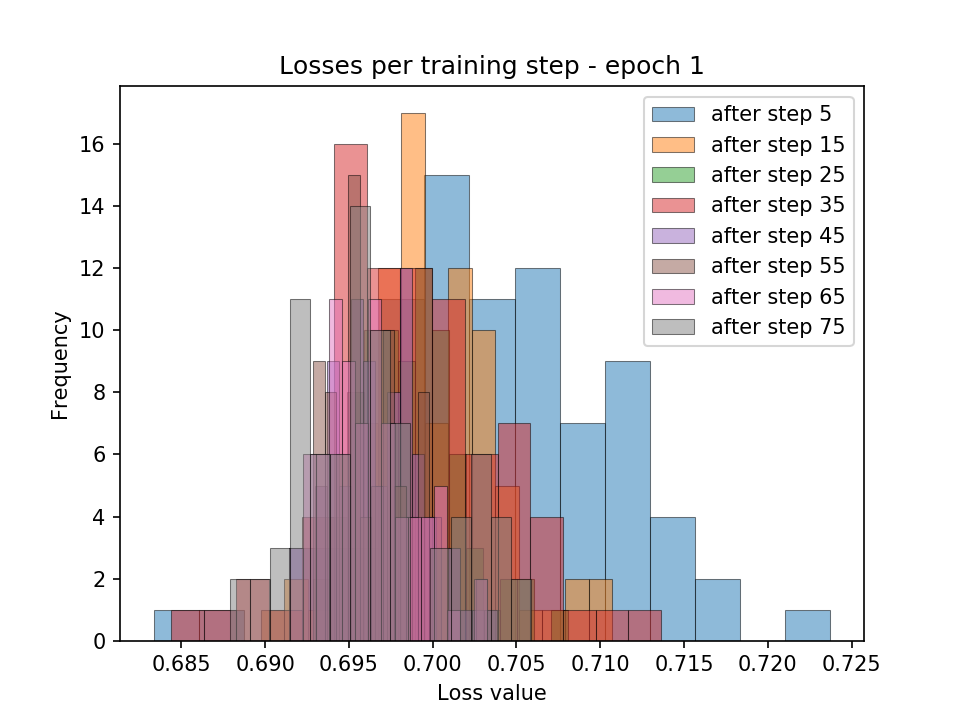 Losses per training step - epoch 1
after step 5
after step 15
after step 25
after step 35
after step 45
after step 55
after step 65
after step 75
Frequency
16
14
12
10
8
6
4
2
0
0.685 0.690 0.695 0.700 0.705 0.710 0.715 0.720 0.725
Loss value